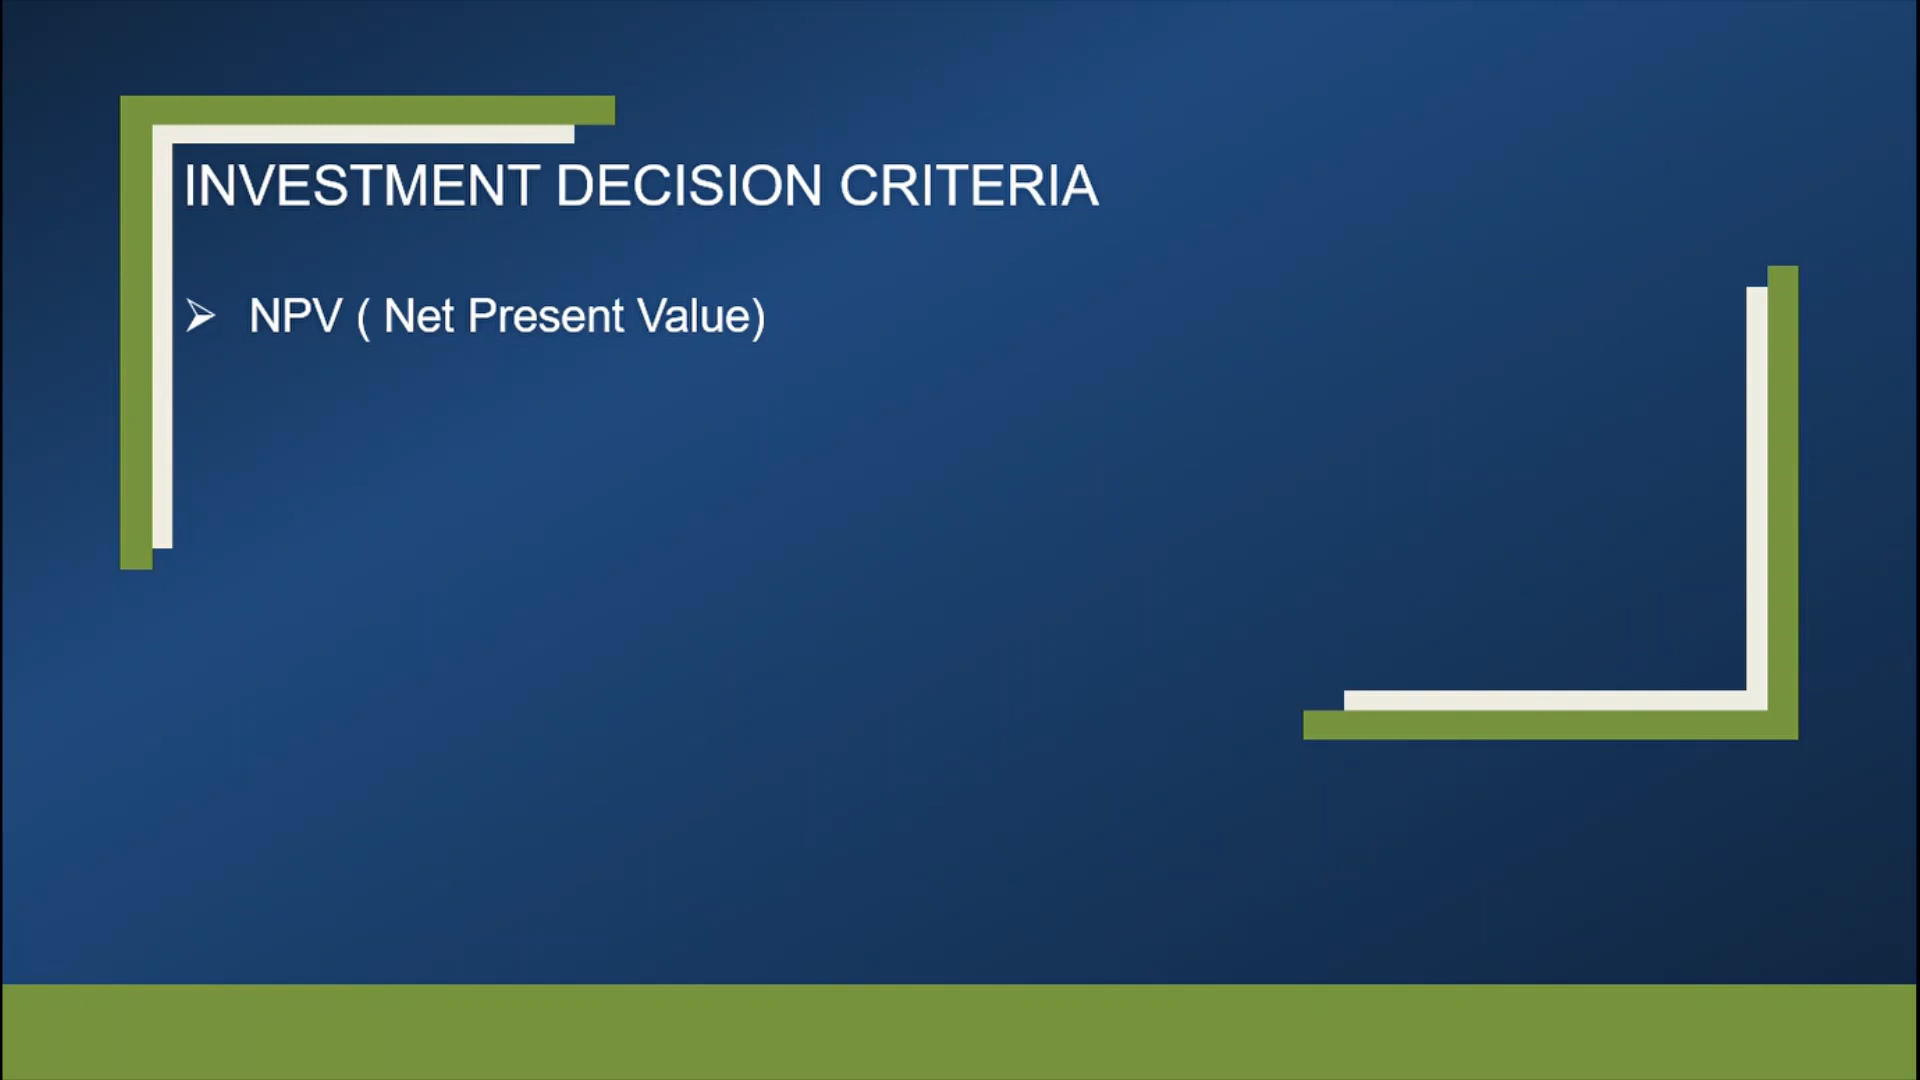 INVESTMENT DECISION CRITERIA
➢ NPV ( Net Present Value)